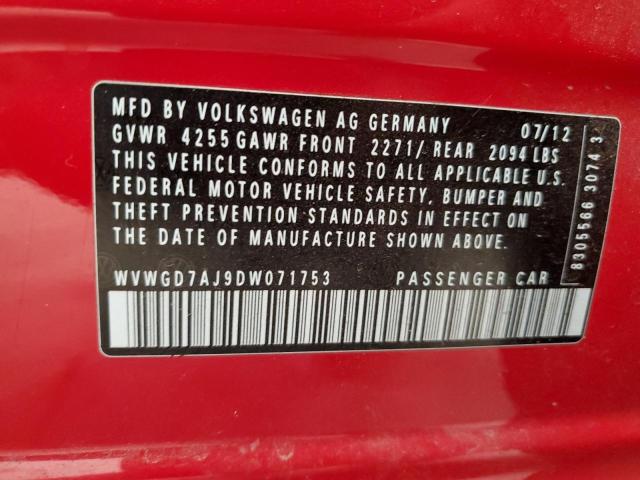 MFD BY VOLKSWAGEN AG GERMANY 07/12
GVWR 4255 GAWR FRONT 2271/ REAR 2094 LBS
THIS VEHICLE CONFORMS TO ALL APPLICABLE U.S.
FEDERAL MOTOR VEHICLE SAFETY, BUMPER AND
THEFT PREVENTION STANDARDS IN EFFECT ON
THE DATE OF MANUFACTURE SHOWN ABOVE.
WVWGD7AJ9DW071753 PASSENGER CAR
8305566 3074 3